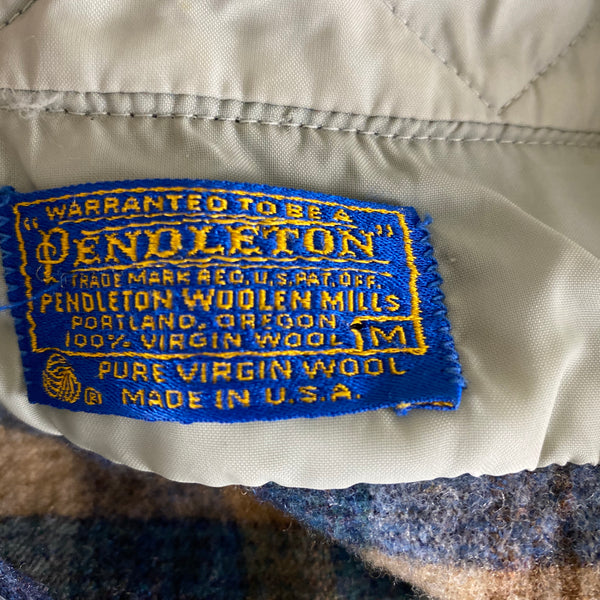 "WARRANTED TO BE A
PENDLETON"
TRADE MARK REG. U.S. PAT. OFF.
PENDLETON WOOLEN MILLS
PORTLAND, OREGON
100% VIRGIN WOOL M
PURE VIRGIN WOOL
® MADE IN U.S.A.